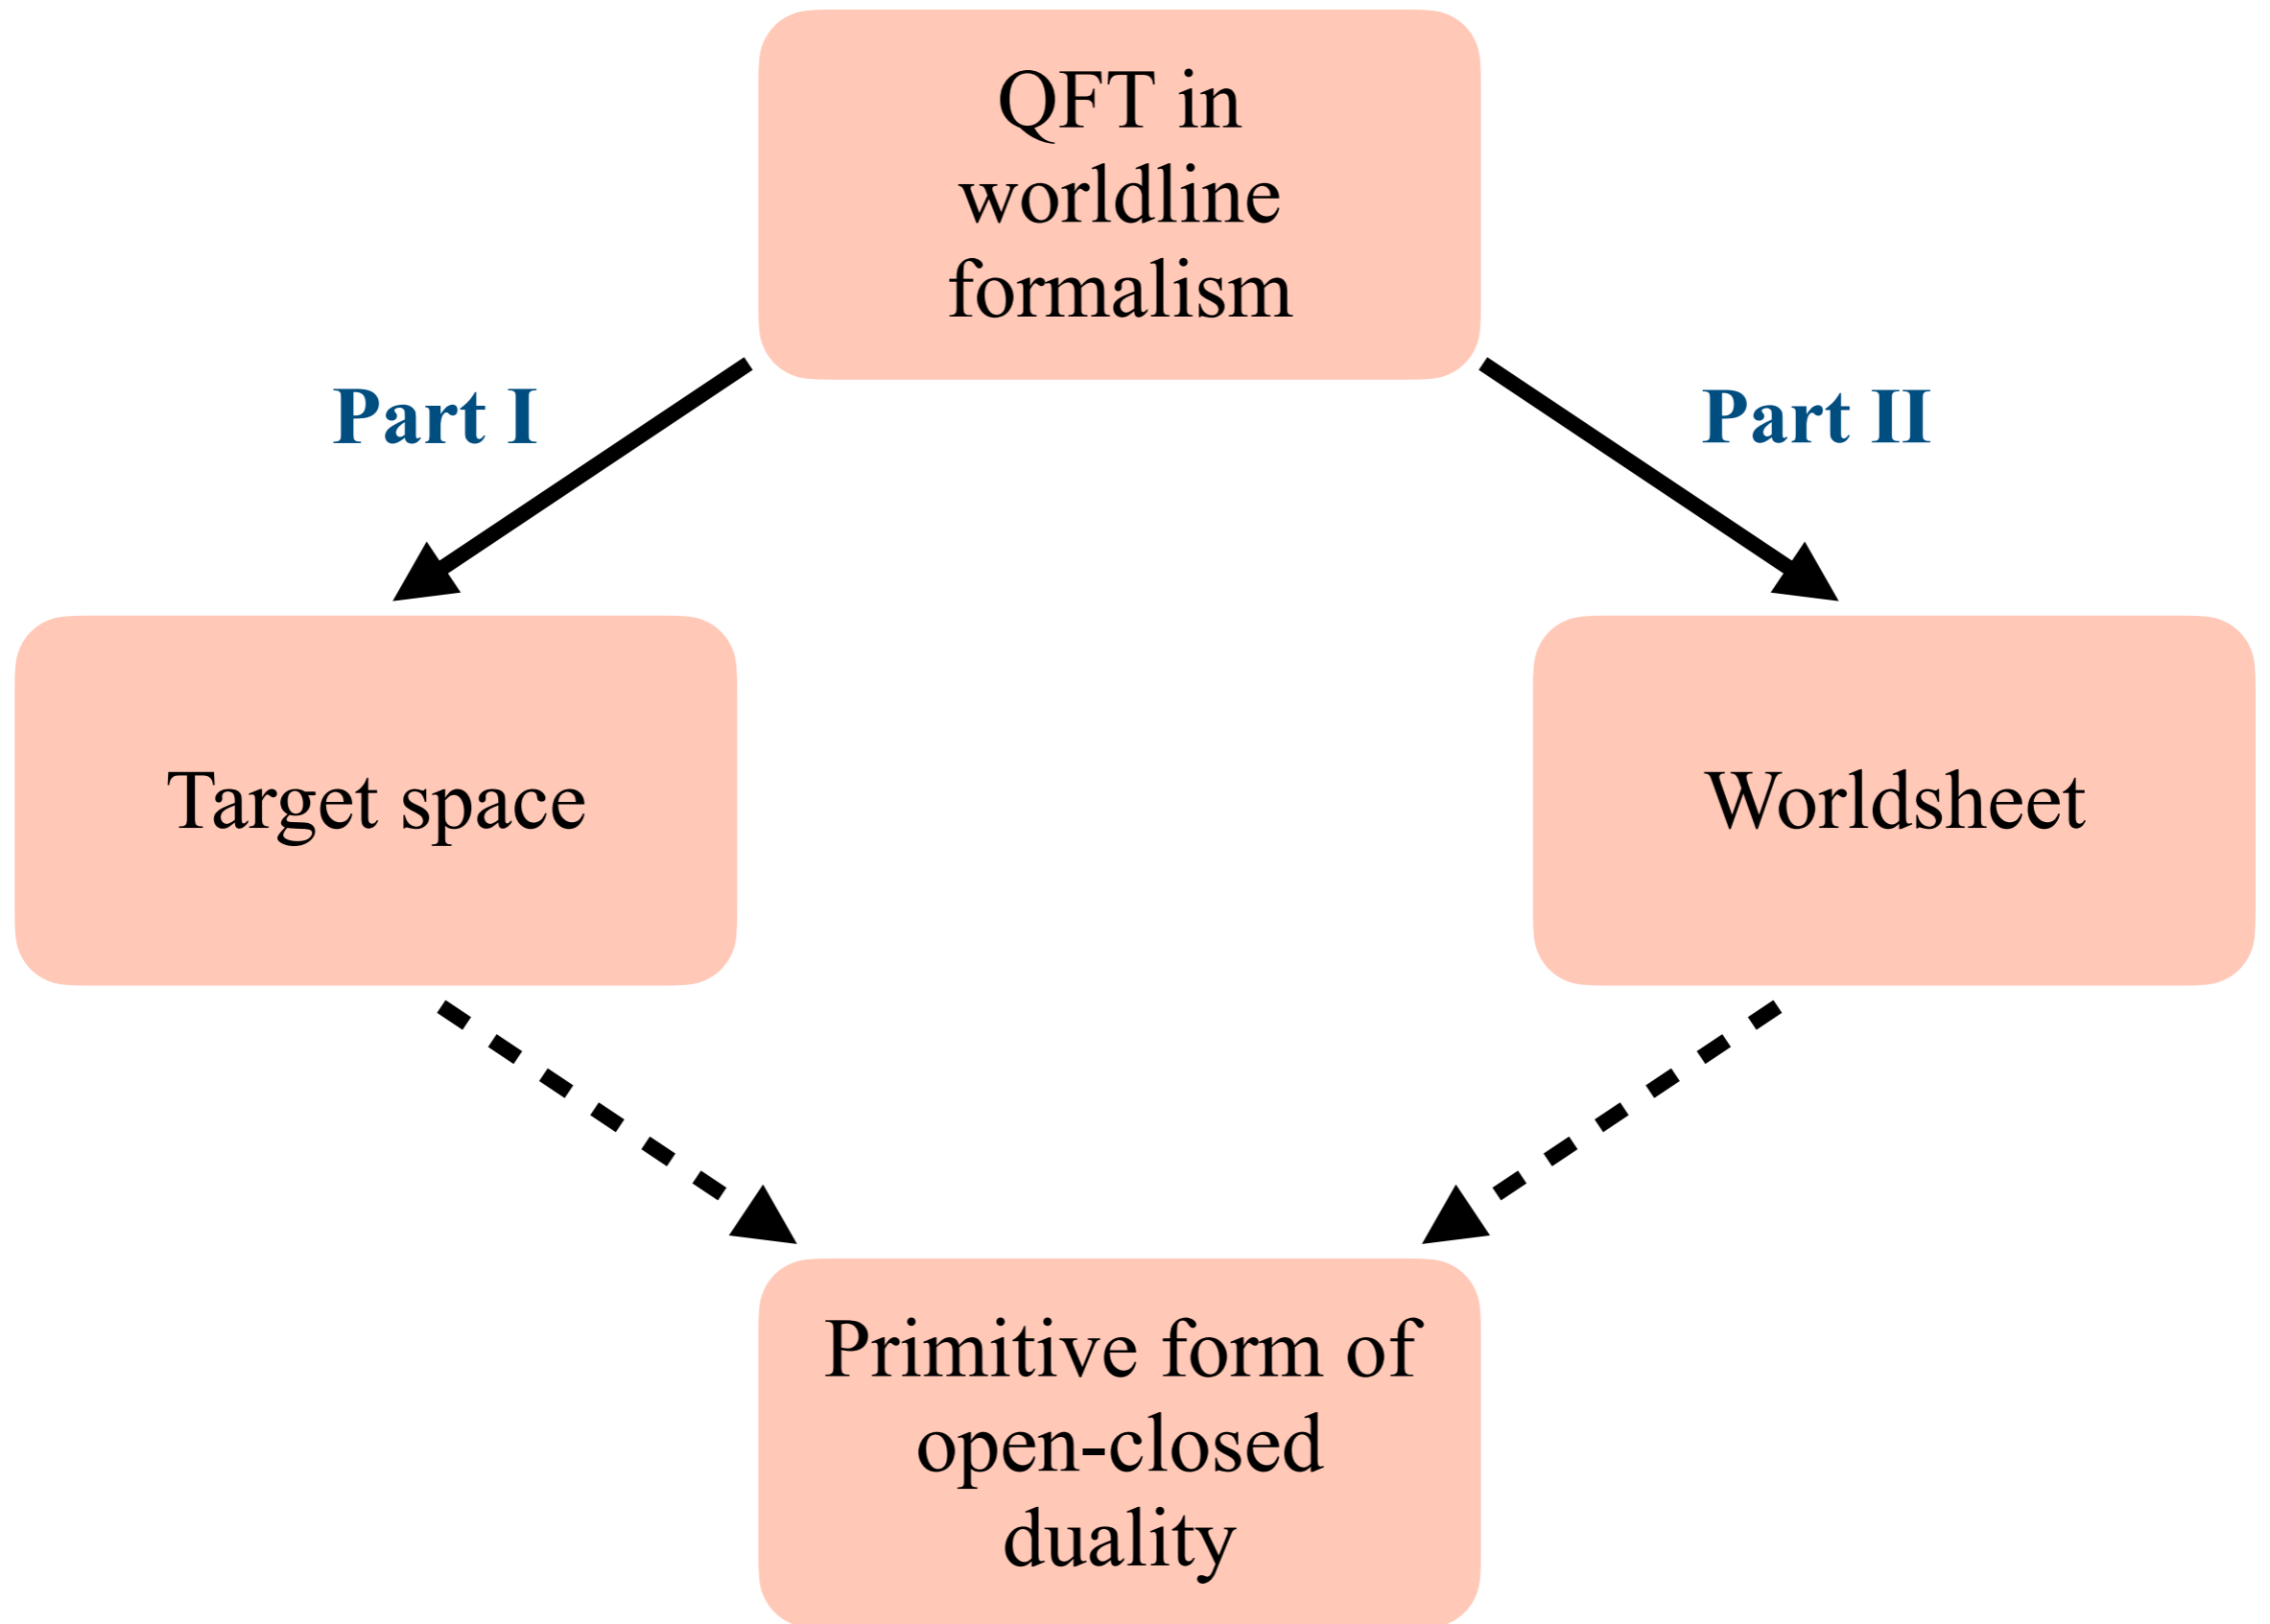 QFT in
worldline
formalism
Part I
Part II
Target space
Worldsheet
Primitive form of
open-closed
duality